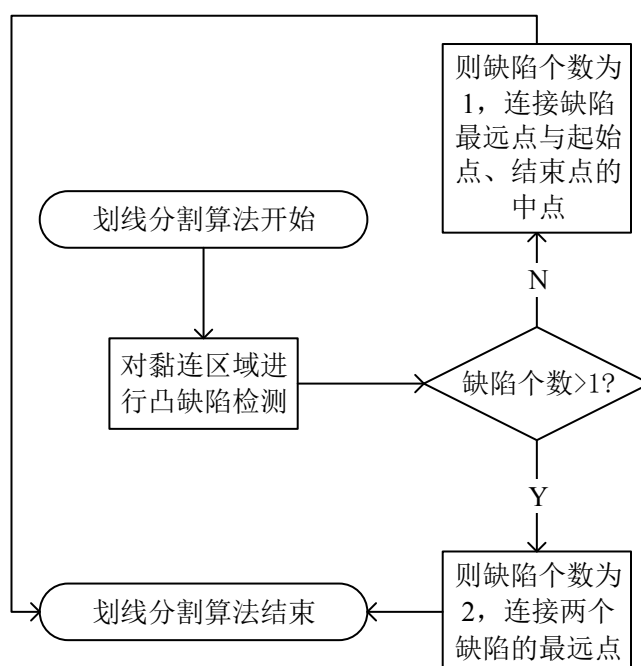 则缺陷个数为
1，连接缺陷
最远点与起始
点、结束点的
中点
划线分割算法开始
N
对黏连区域进
行凸缺陷检测
缺陷个数>1?
Y
则缺陷个数为
2，连接两个
缺陷的最远点
划线分割算法结束